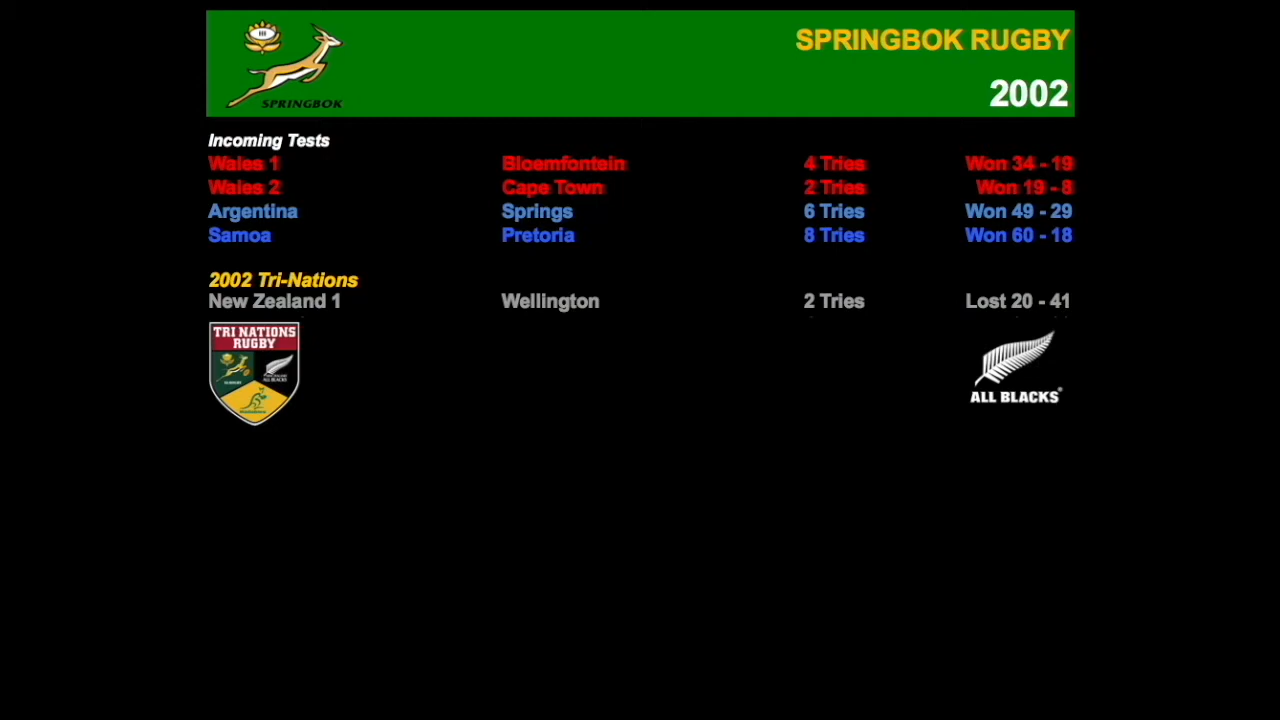 SPRINGBOK
SPRINGBOK RUGBY
2002
Incoming Tests
Wales 1 Bloemfontein 4 Tries Won 34 - 19
Wales 2 Cape Town 2 Tries Won 19 - 8
Argentina Springs 6 Tries Won 49 - 29
Samoa Pretoria 8 Tries Won 60 - 18
2002 Tri-Nations
New Zealand 1 Wellington 2 Tries Lost 20 - 41
TRI NATIONS
RUGBY
ALL BLACKS
ALL BLACKS